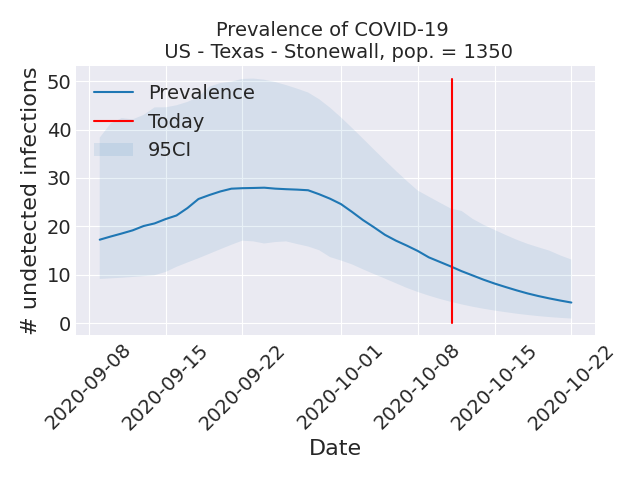 Prevalence of COVID-19
US - Texas - Stonewall, pop. = 1350
# undetected infections
50
40
30
20
10
0
Prevalence
Today
95CI
2020-09-08
2020-09-15
2020-09-22
2020-10-01
2020-10-08
2020-10-15
2020-10-22
Date